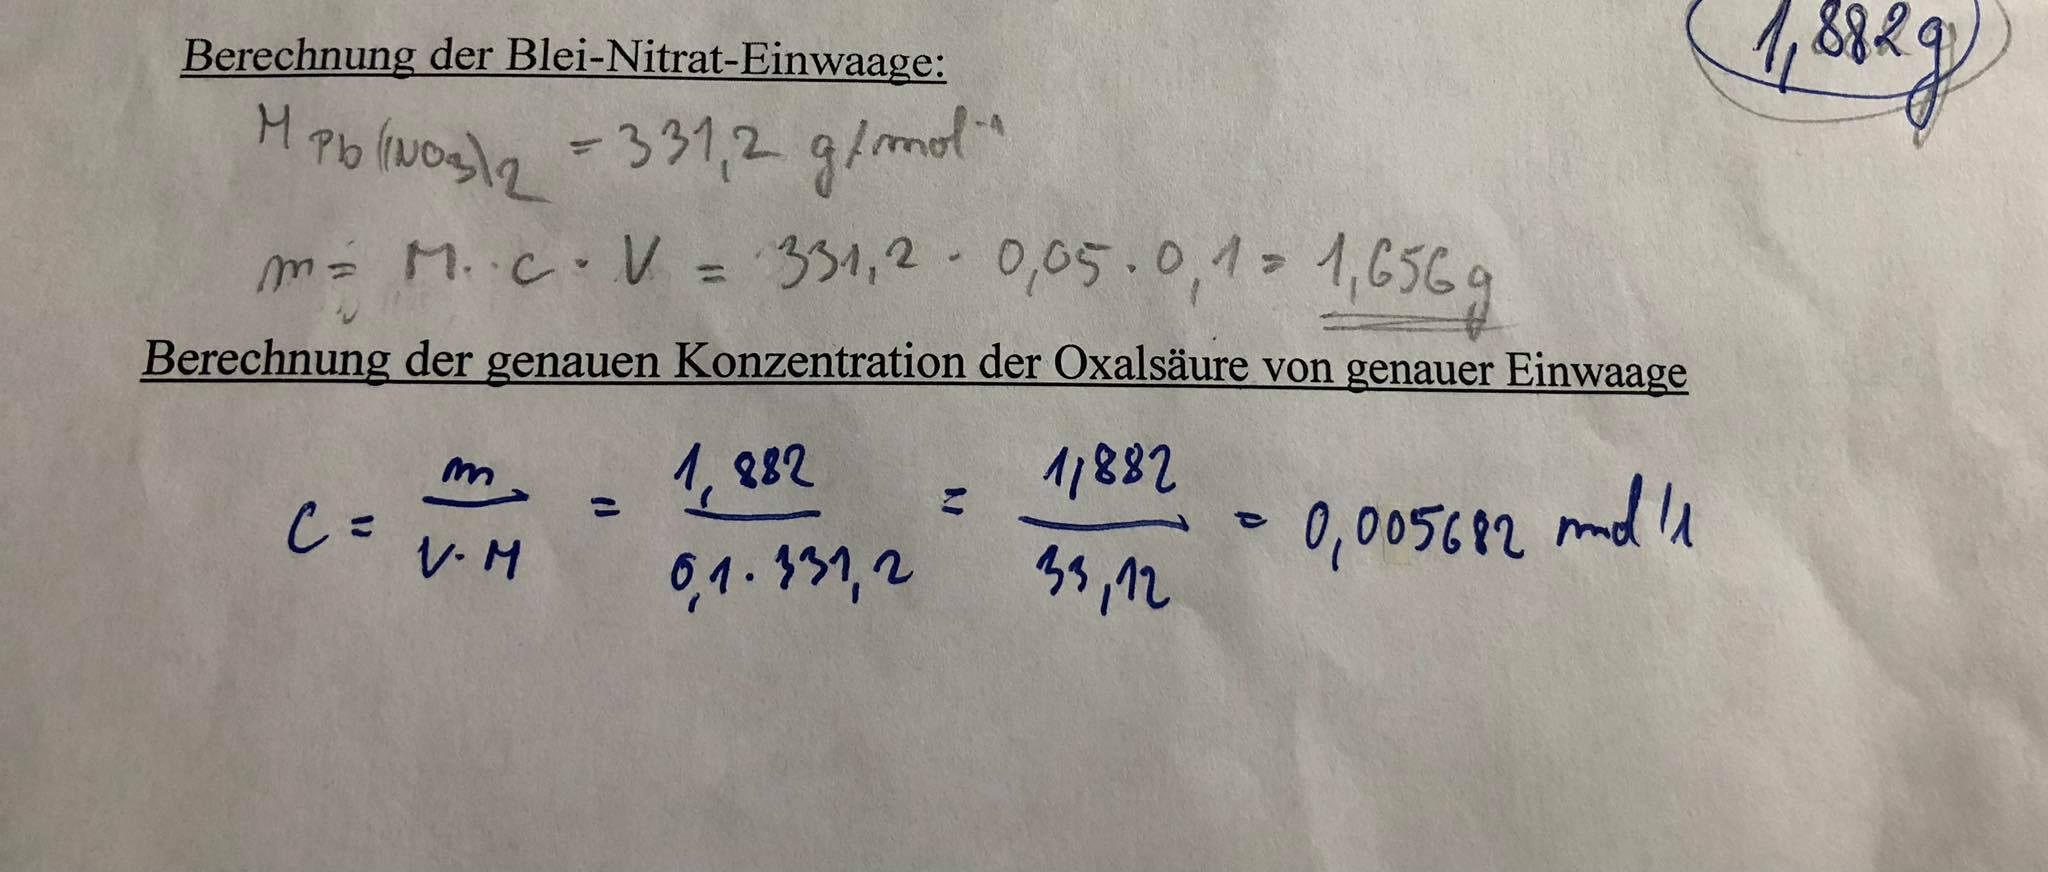 1,882g
Berechnung der Blei-Nitrat-Einwaage:
M Pb(NO3)2 = 331,2 g/mol⁻¹
m = M · c · V = 331,2 · 0,05 · 0,1 = 1,656g
Berechnung der genauen Konzentration der Oxalsäure von genauer Einwaage
c = m / V·M = 1,882 / 0,1·331,2 = 1,882 / 33,12 = 0,005682 mol/l